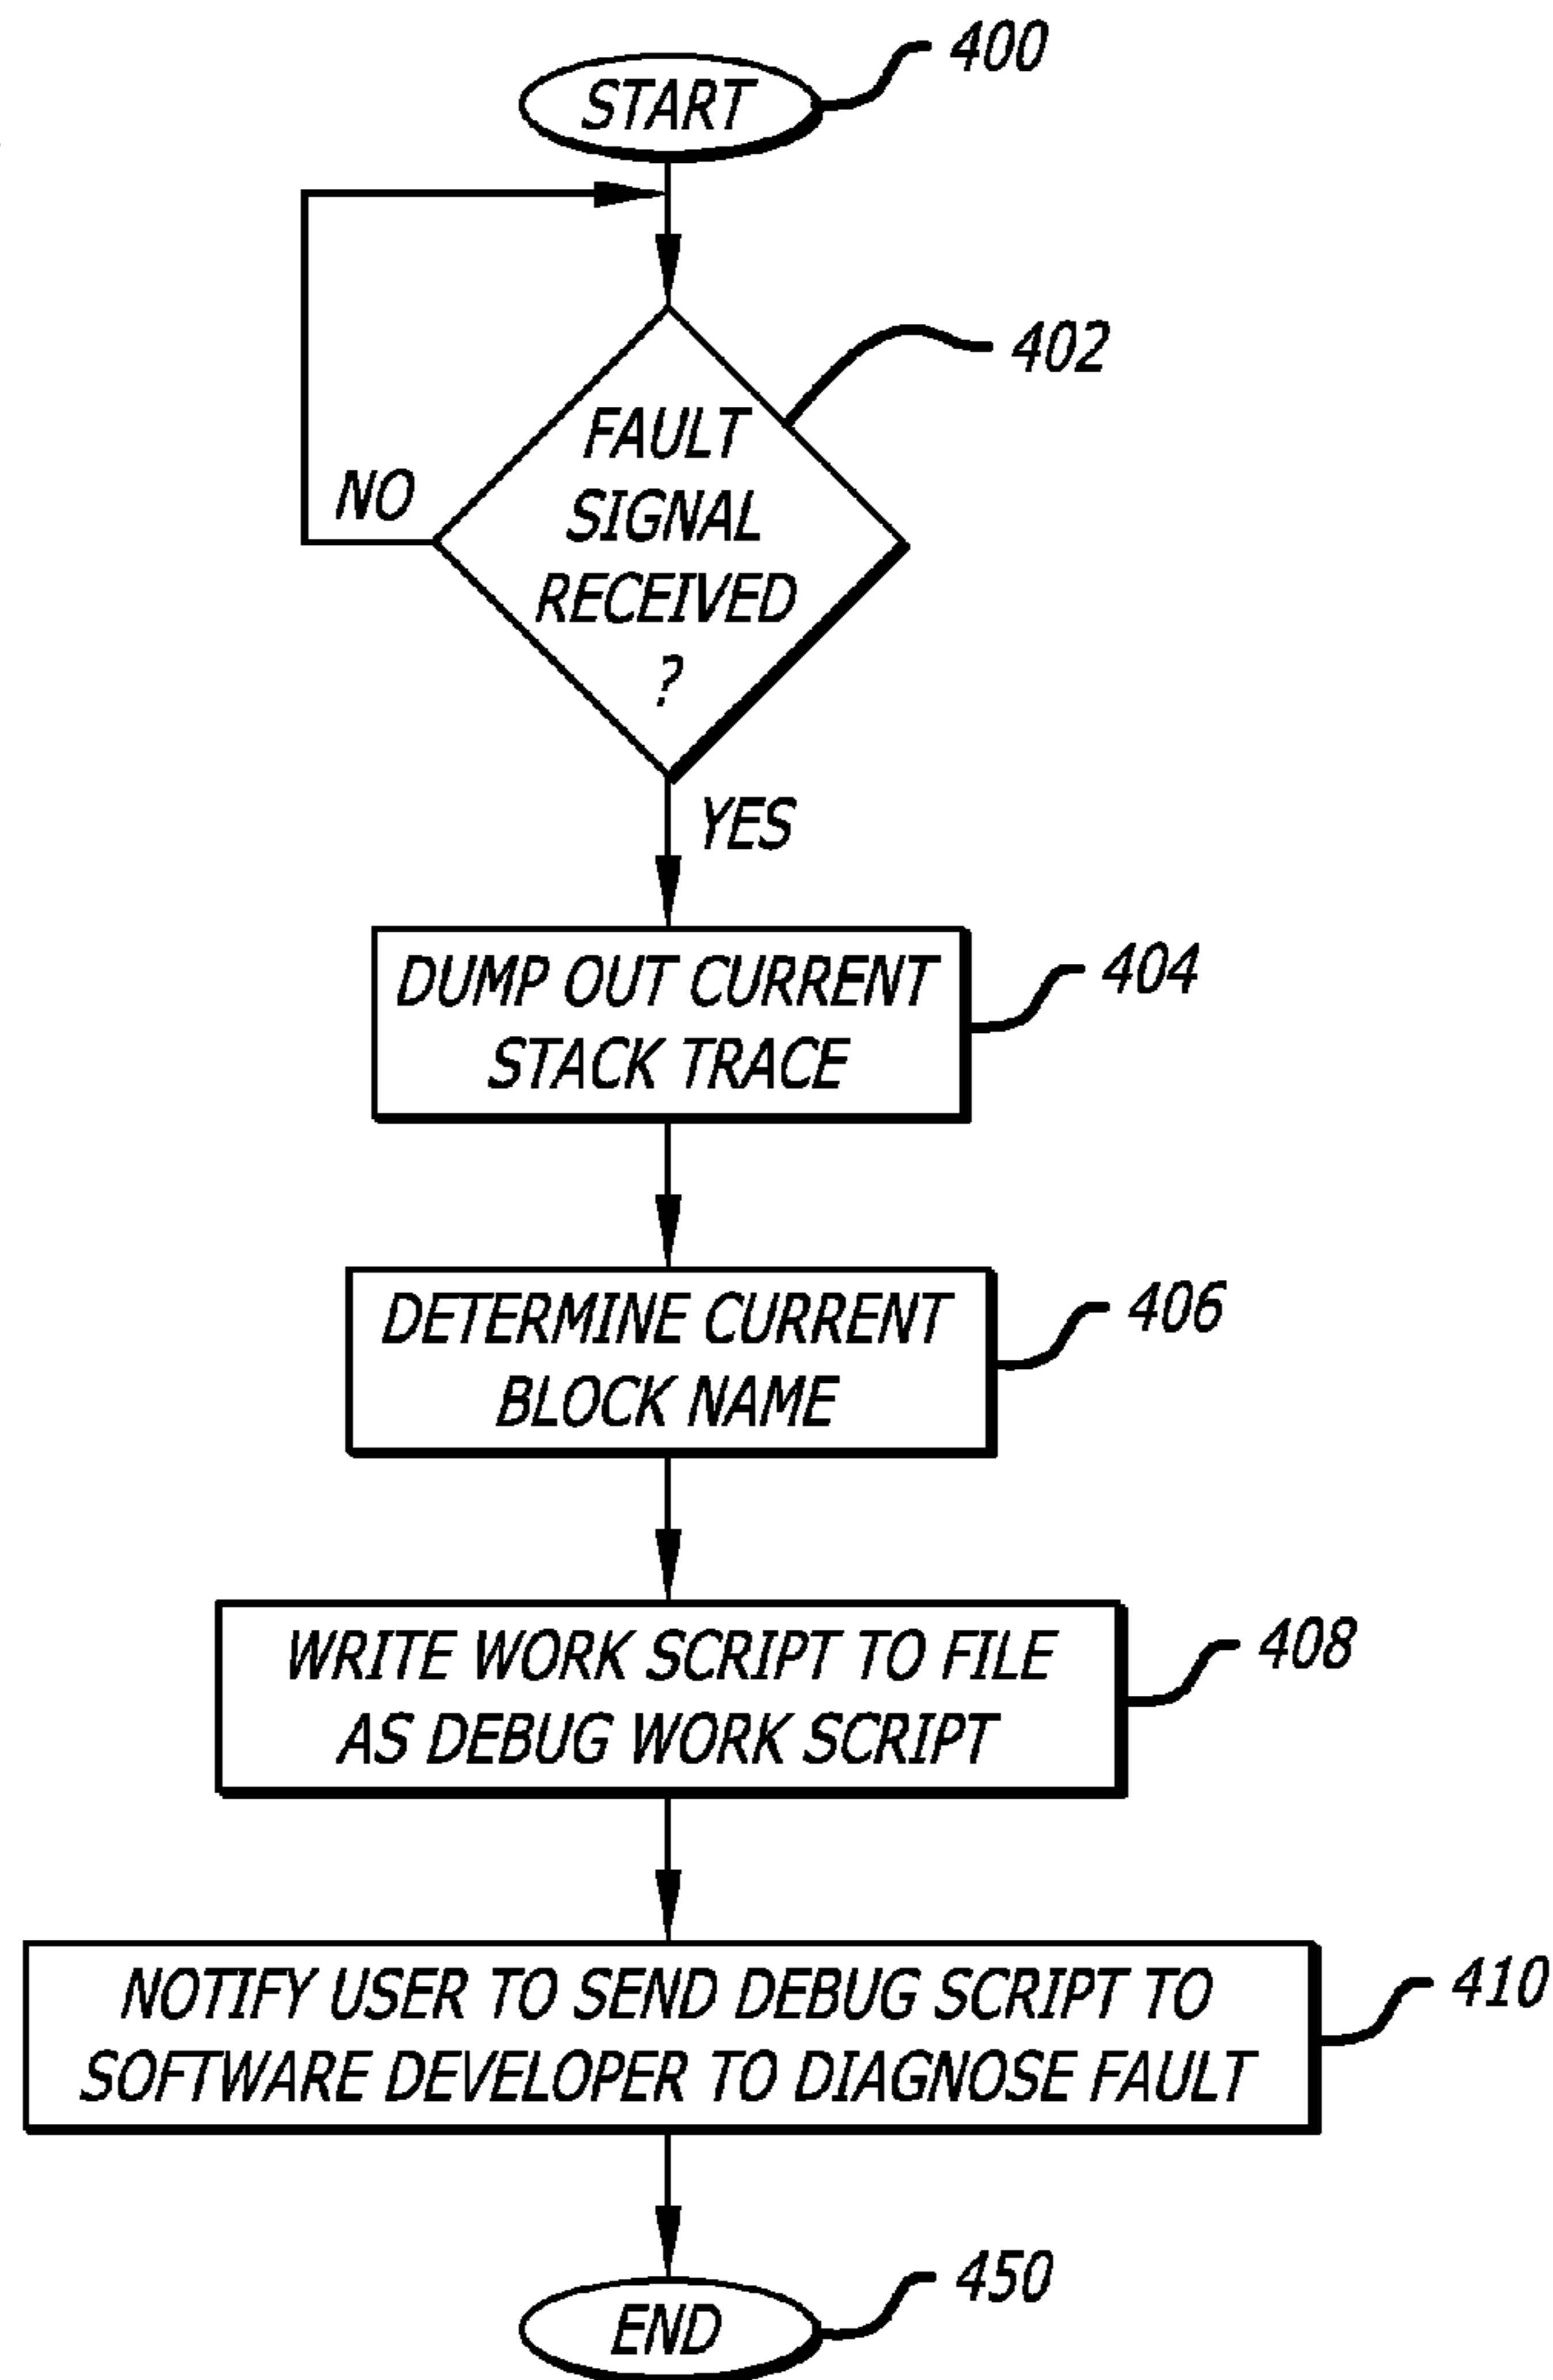 START
400
FAULT
SIGNAL
RECEIVED
?
402
NO
YES
DUMP OUT CURRENT
STACK TRACE
404
DETERMINE CURRENT
BLOCK NAME
406
WRITE WORK SCRIPT TO FILE
AS DEBUG WORK SCRIPT
408
NOTIFY USER TO SEND DEBUG SCRIPT TO
SOFTWARE DEVELOPER TO DIAGNOSE FAULT
410
END
450